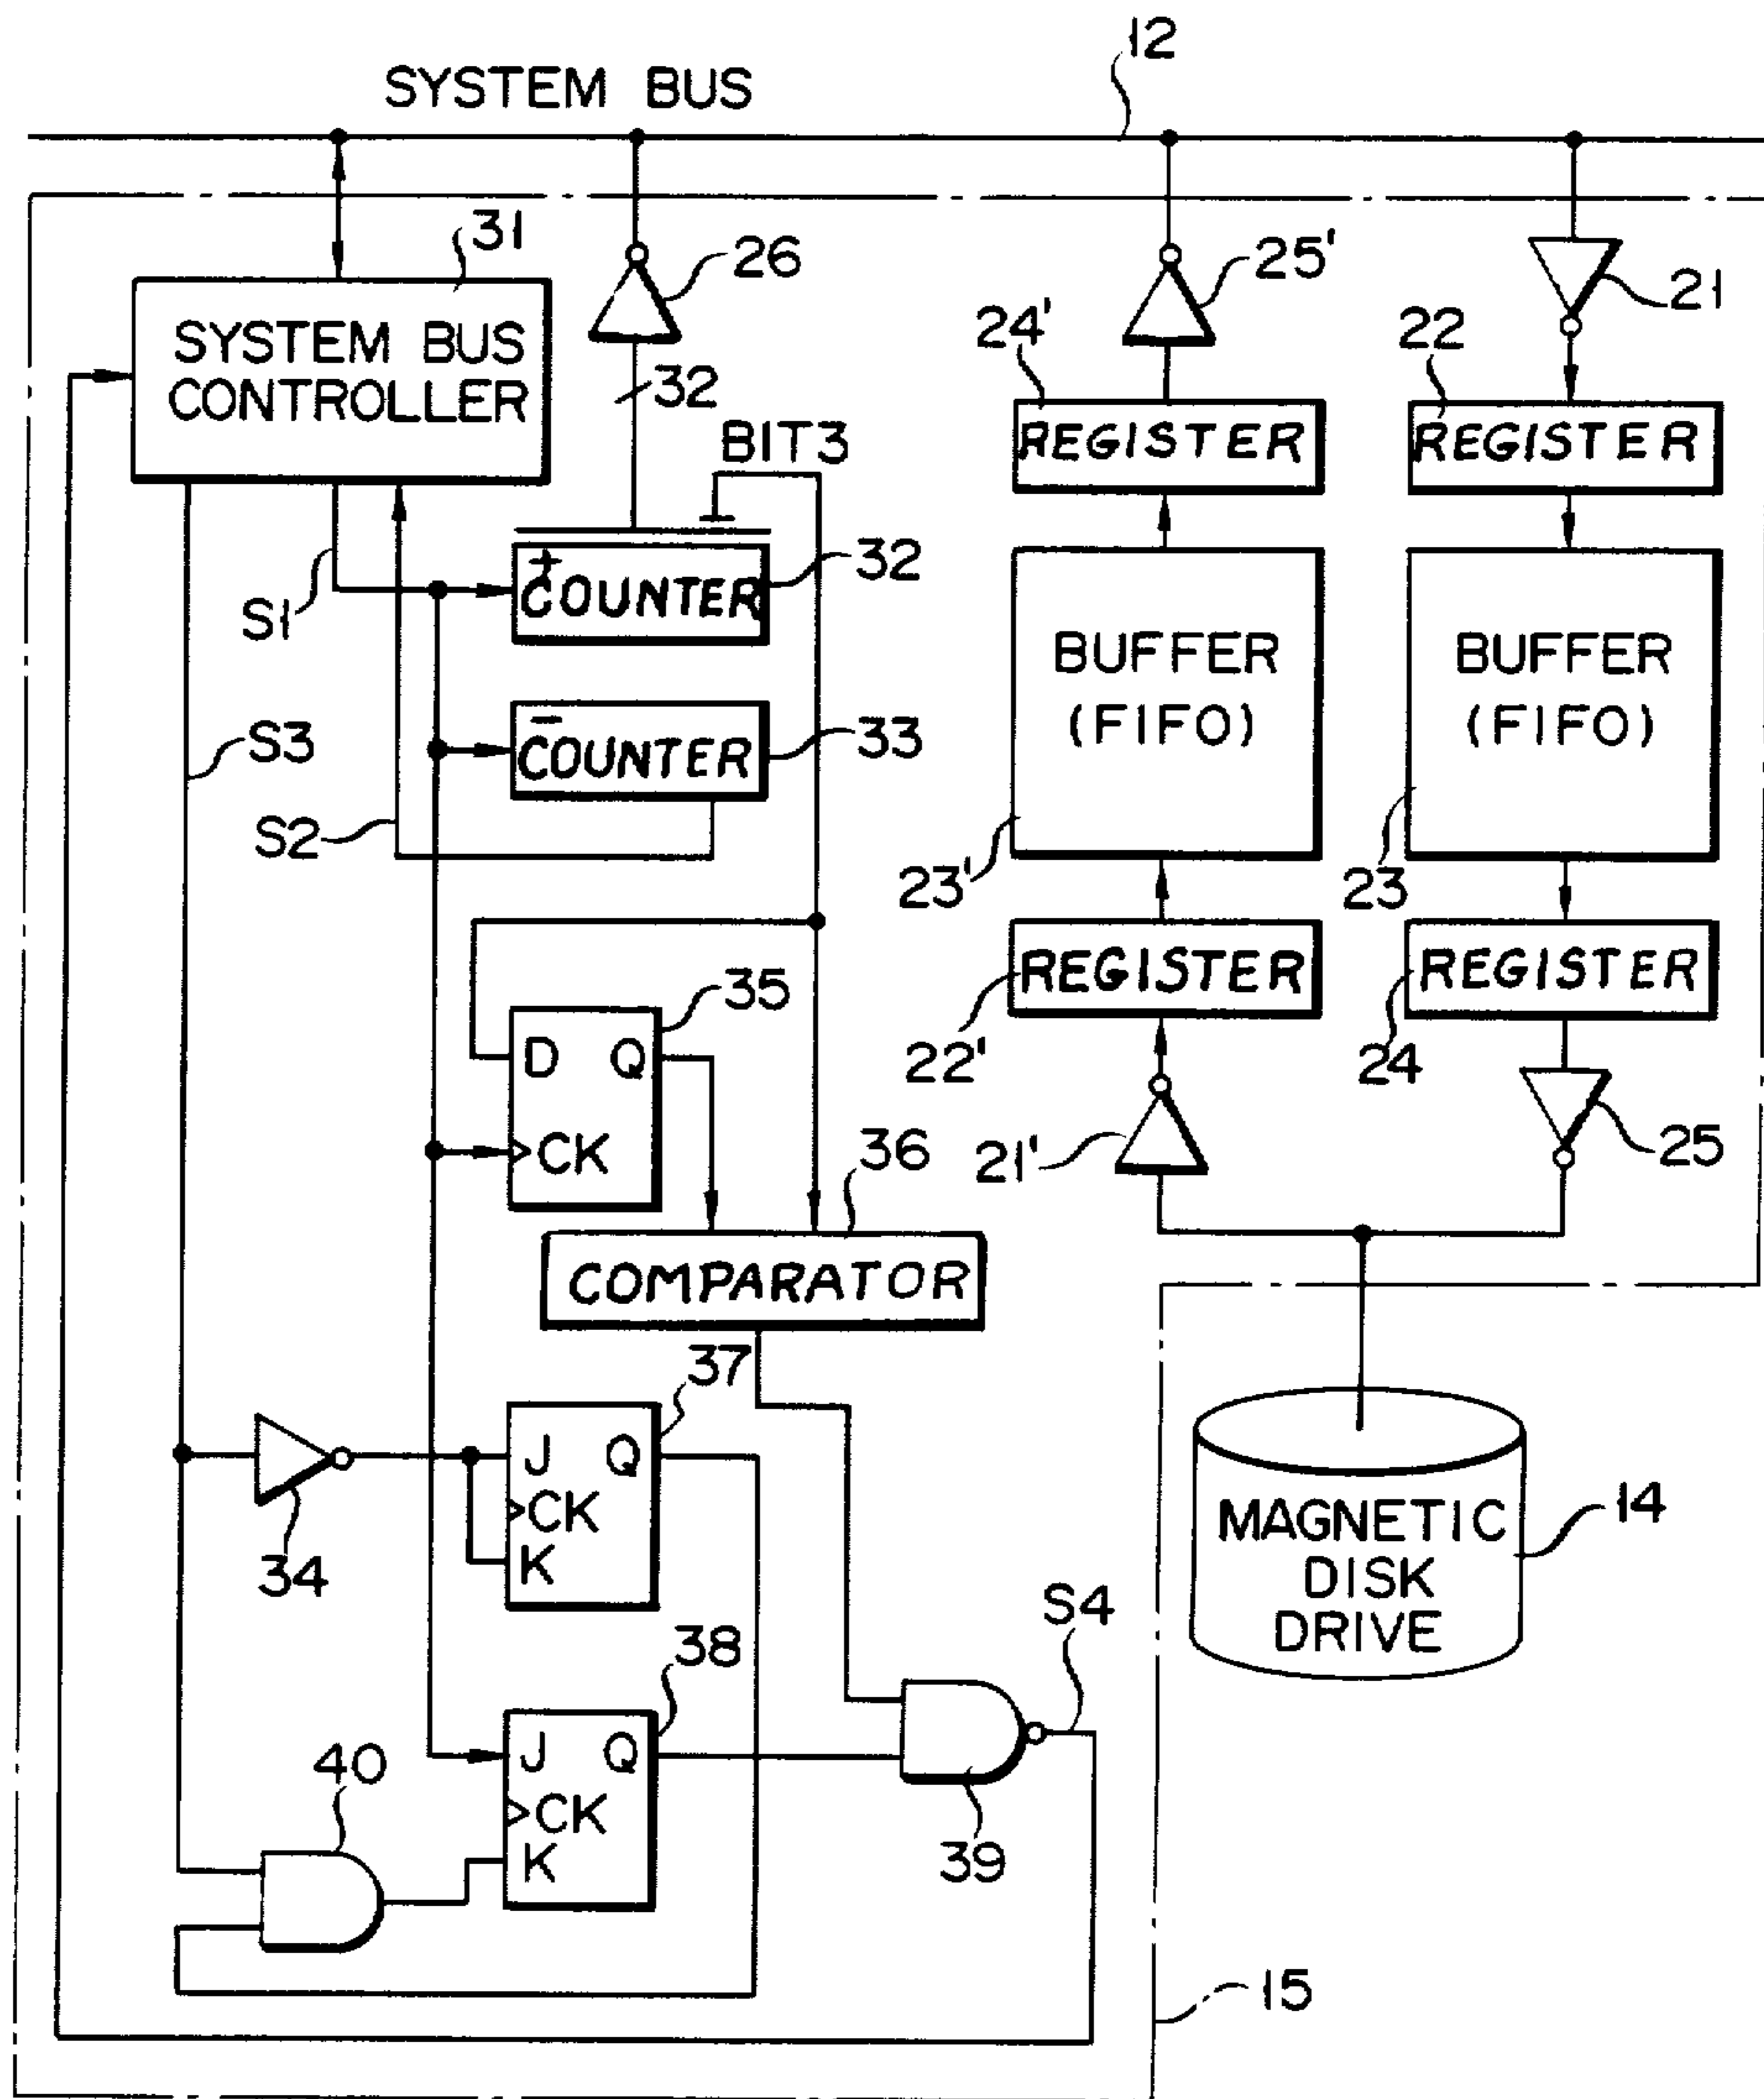 12
SYSTEM BUS
31
SYSTEM BUS
CONTROLLER
26
25'
21
24'
22
32
BIT3
REGISTER
REGISTER
S1
+
COUNTER
32
BUFFER
(FIFO)
BUFFER
(FIFO)
S3
−
COUNTER
33
S2
23'
23
35
REGISTER
REGISTER
D Q
CK
22'
24
36
21'
25
COMPARATOR
37
J Q
CK
K
34
14
MAGNETIC
DISK
DRIVE
S4
38
J Q
CK
K
40
39
15